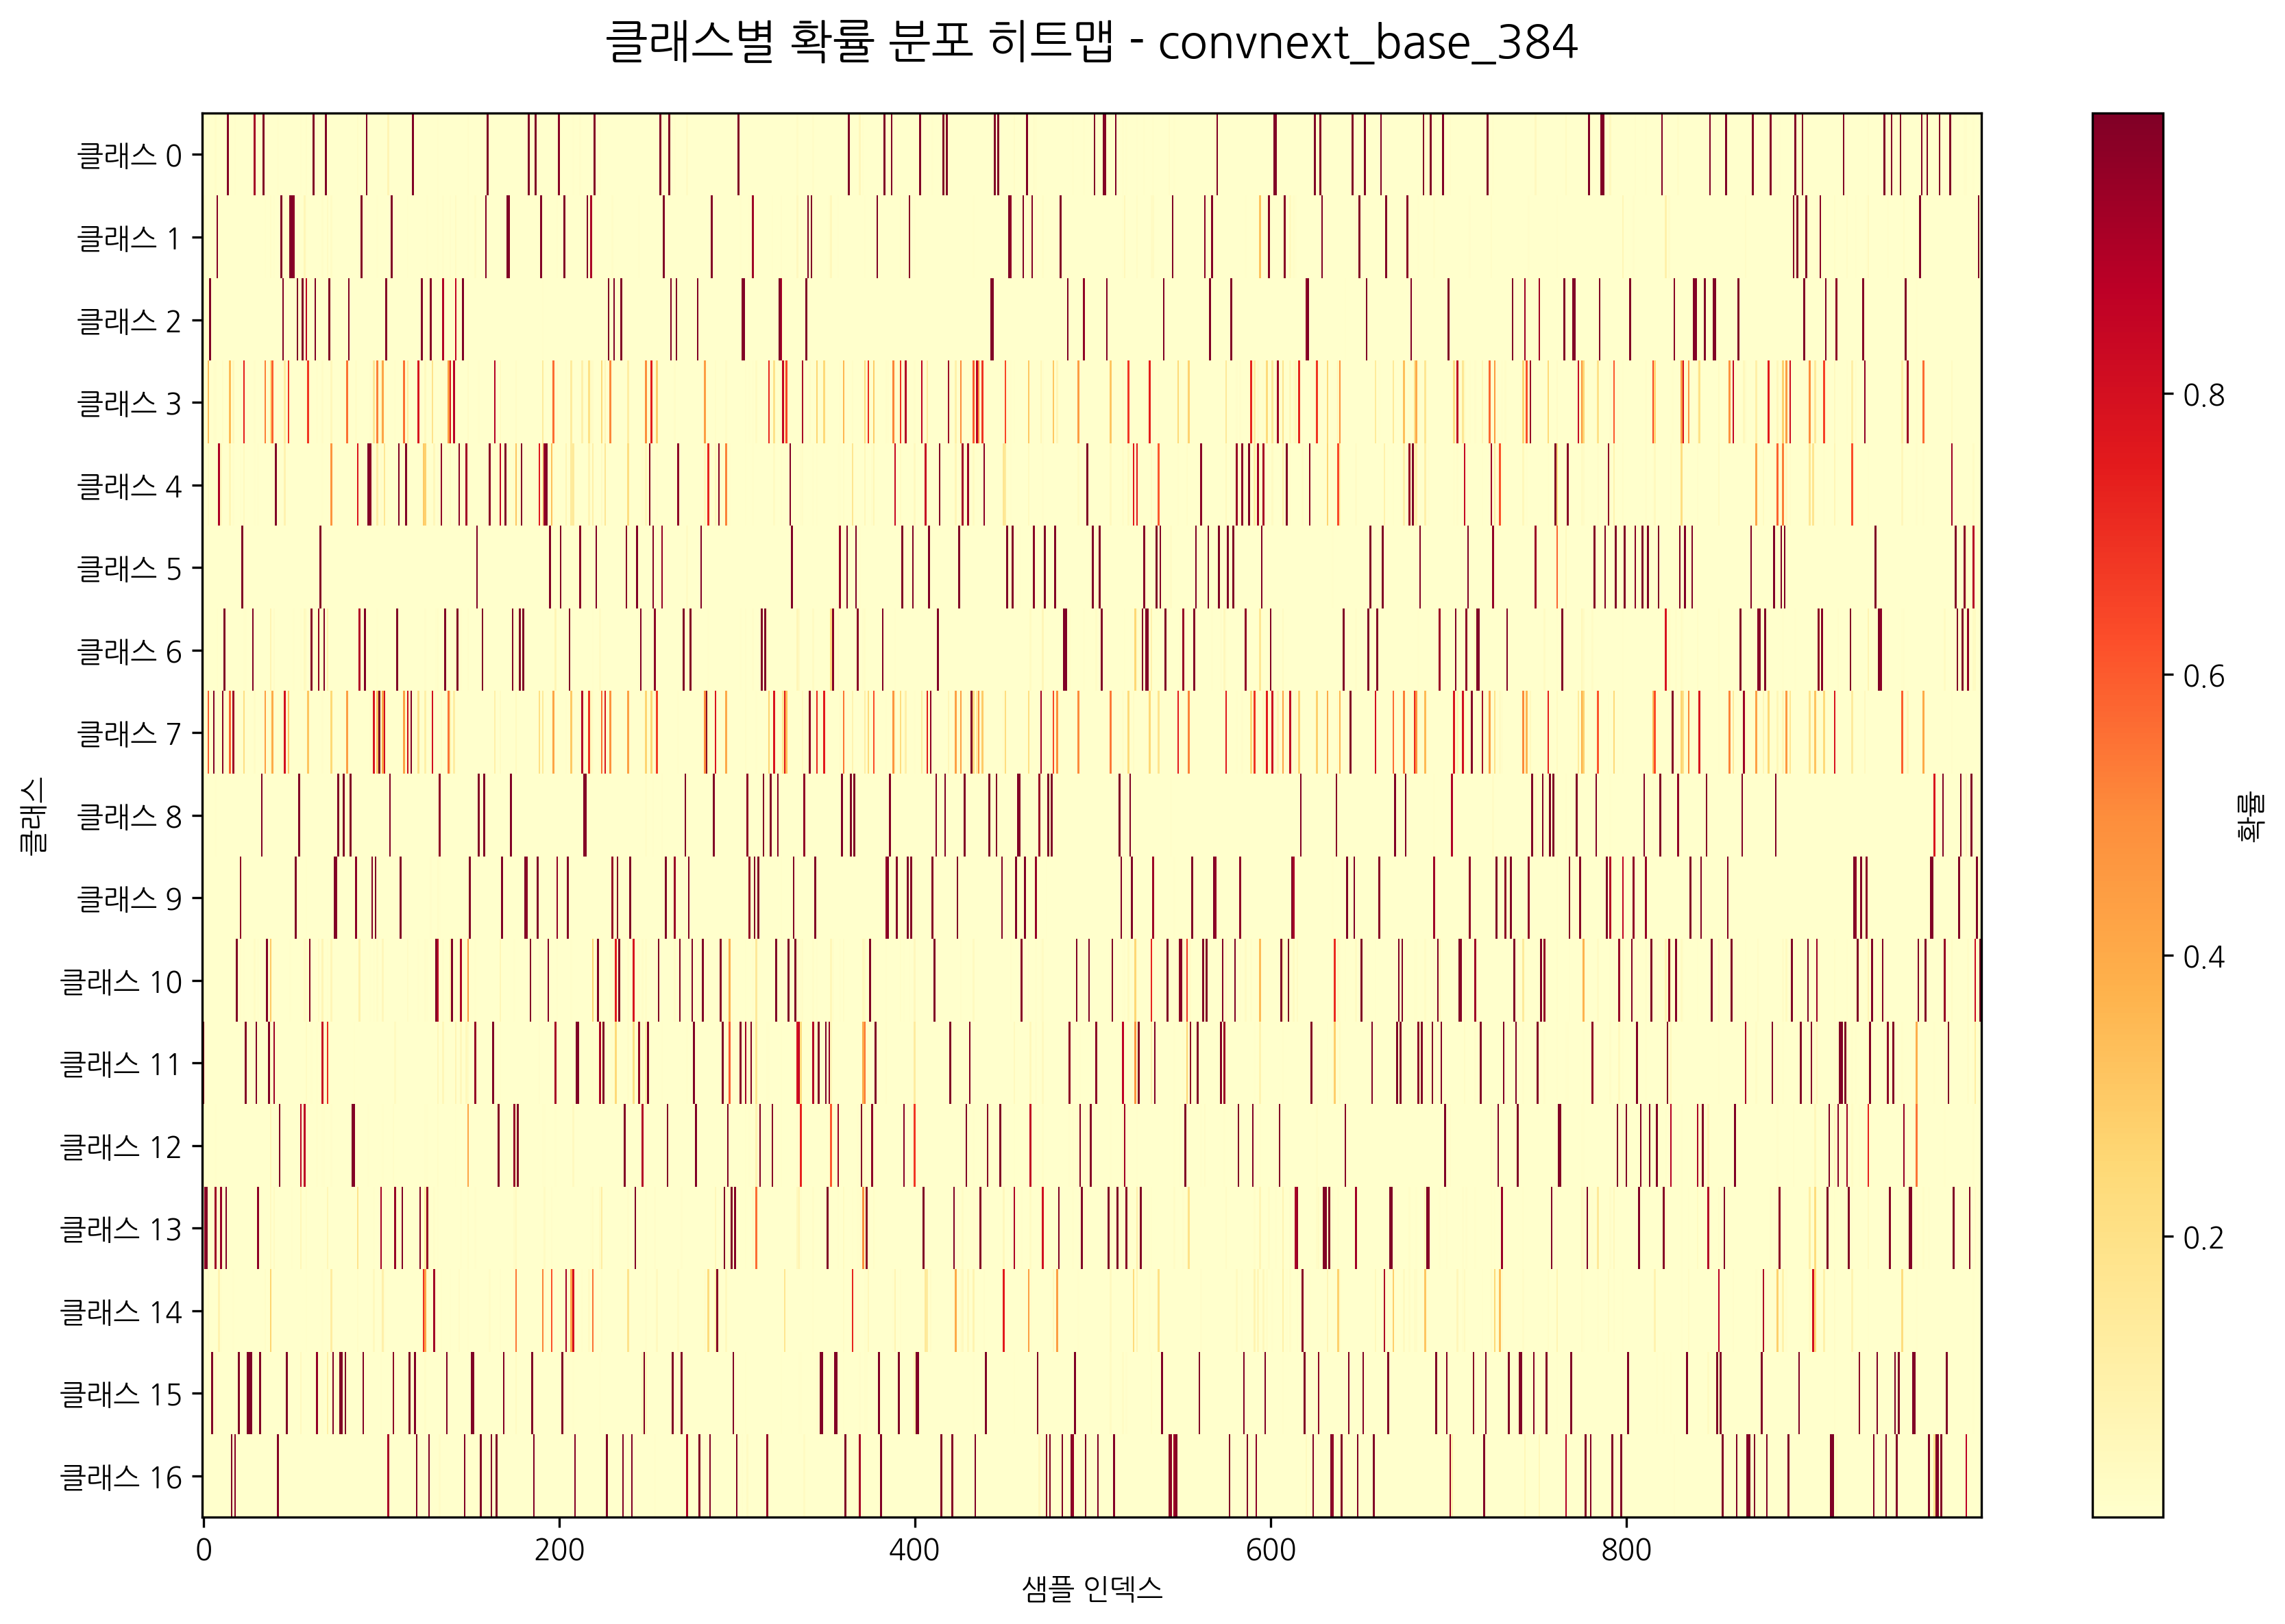 클래스별 확률 분포 히트맵 - convnext_base_384
클래스 0
클래스 1
클래스 2
클래스 3
클래스 4
클래스 5
클래스 6
클래스 7
클래스 8
클래스 9
클래스 10
클래스 11
클래스 12
클래스 13
클래스 14
클래스 15
클래스 16
클래스
0 200 400 600 800
샘플 인덱스
0.8
0.6
0.4
0.2
확률